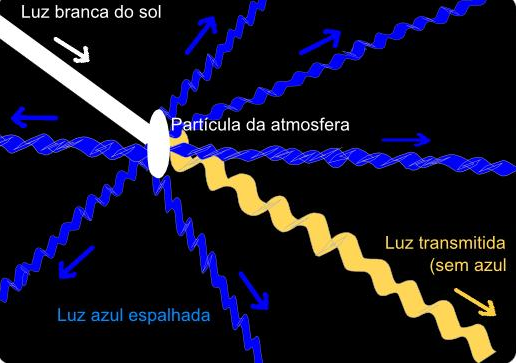 Luz branca do sol
Partícula da atmosfera
Luz transmitida
(sem azul
Luz azul espalhada